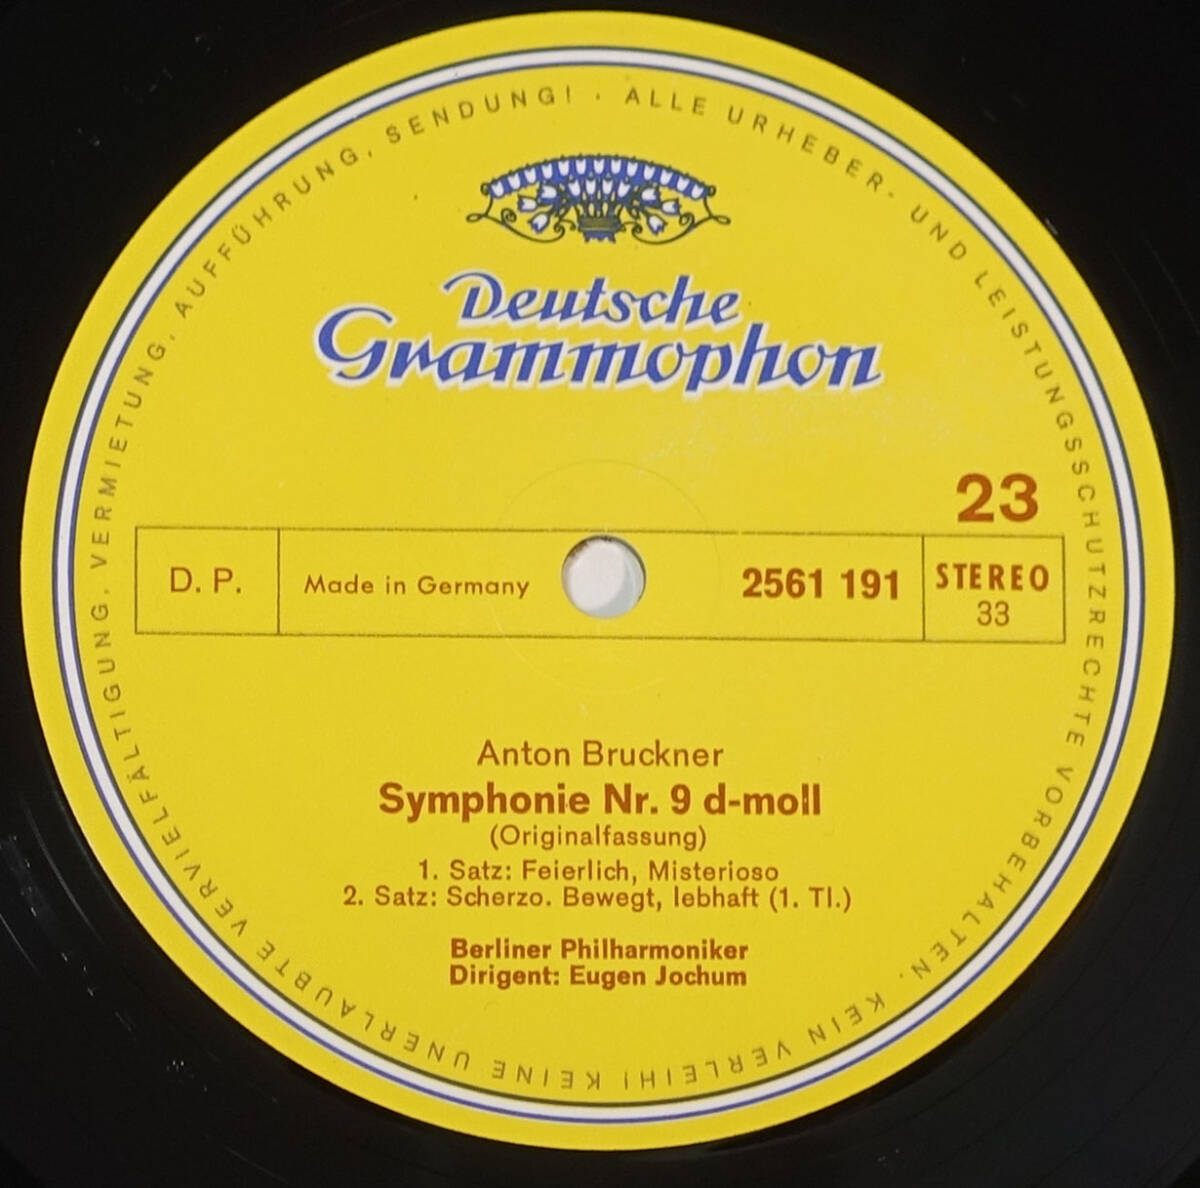 ALLE URHEBER- UND LEISTUNGSSCHUTZRECHTE VORBEHALTEN. KEIN VERLEIH! KEINE UNERLAUBTE VERVIELFÄLTIGUNG, VERMIETUNG, AUFFÜHRUNG, SENDUNG! ·
Deutsche
Grammophon
23
D. P. Made in Germany 2561 191 STEREO
33
Anton Bruckner
Symphonie Nr. 9 d-moll
(Originalfassung)
1. Satz: Feierlich, Misterioso
2. Satz: Scherzo. Bewegt, lebhaft (1. Tl.)
Berliner Philharmoniker
Dirigent: Eugen Jochum